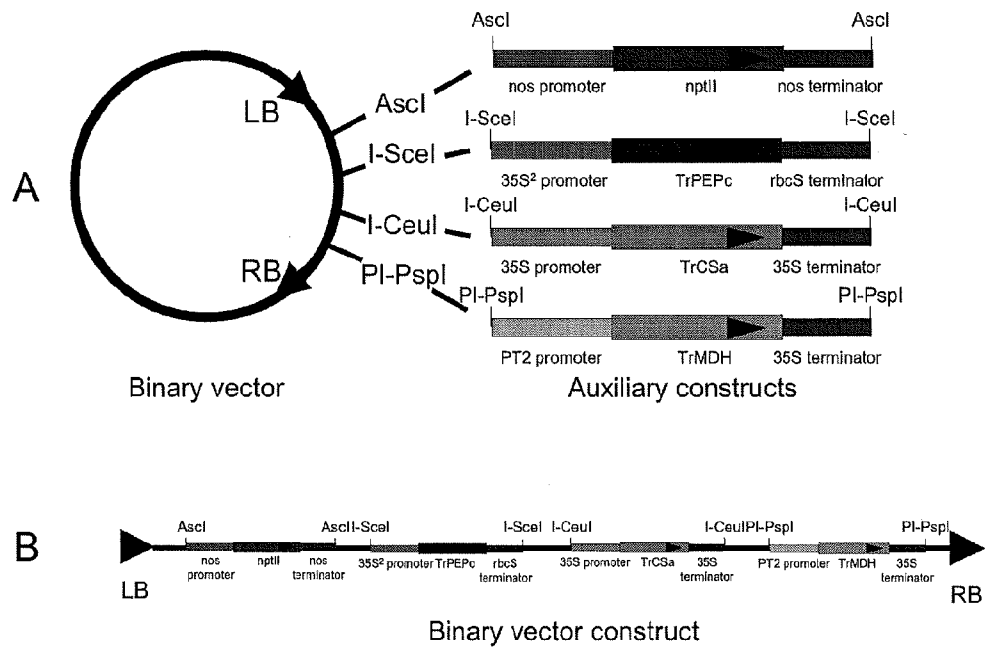 A
LB
RB
AscI
I-SceI
I-CeuI
PI-PspI
Binary vector
AscI AscI
nos promoter nptII nos terminator
I-SceI I-SceI
35S² promoter TrPEPc rbcS terminator
I-CeuI I-CeuI
35S promoter TrCSa 35S terminator
PI-PspI PI-PspI
PT2 promoter TrMDH 35S terminator
Auxiliary constructs
B
AscI AscII-SceI I-SceI I-CeuI I-CeuIPI-PspI PI-PspI
nos promoter nptII nos terminator 35S² promoter TrPEPc rbcS terminator 35S promoter TrCSa 35S terminator PT2 promoter TrMDH 35S terminator
LB RB
Binary vector construct